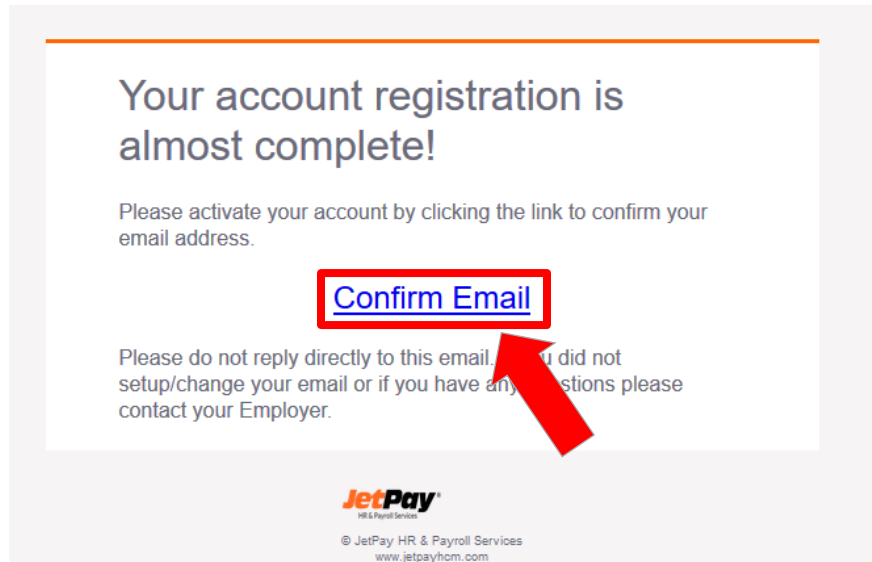 Your account registration is
almost complete!
Please activate your account by clicking the link to confirm your
email address.
Confirm Email
Please do not reply directly to this email. did not
setup/change your email or if you have any stions please
contact your Employer.
JetPay
HR & Payroll Services
© JetPay HR & Payroll Services
www.jetpayhcm.com